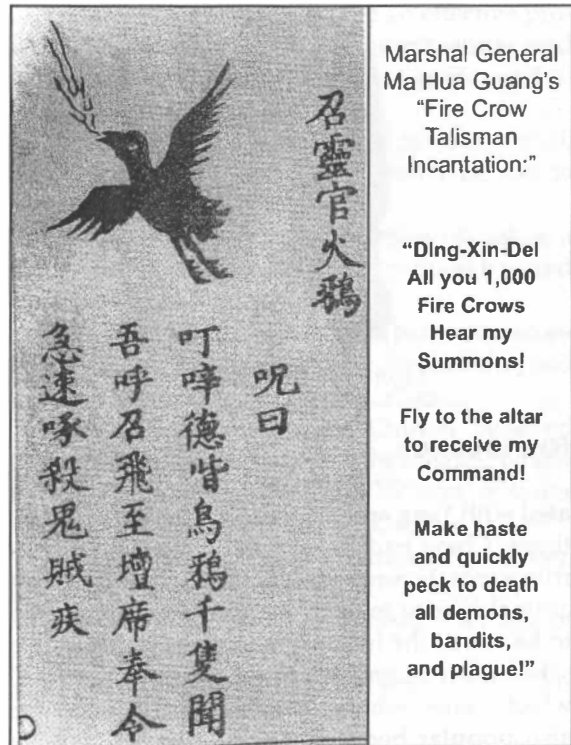 召靈官火鴉
呪曰
叮啐德皆烏鴉千隻聞
吾呼召飛至壇席奉令
急速啄殺鬼賊疾
Marshal General
Ma Hua Guang's
"Fire Crow
Talisman
Incantation:"
"Ding-Xin-De!
All you 1,000
Fire Crows
Hear my
Summons!
Fly to the altar
to receive my
Command!
Make haste
and quickly
peck to death
all demons,
bandits,
and plague!"